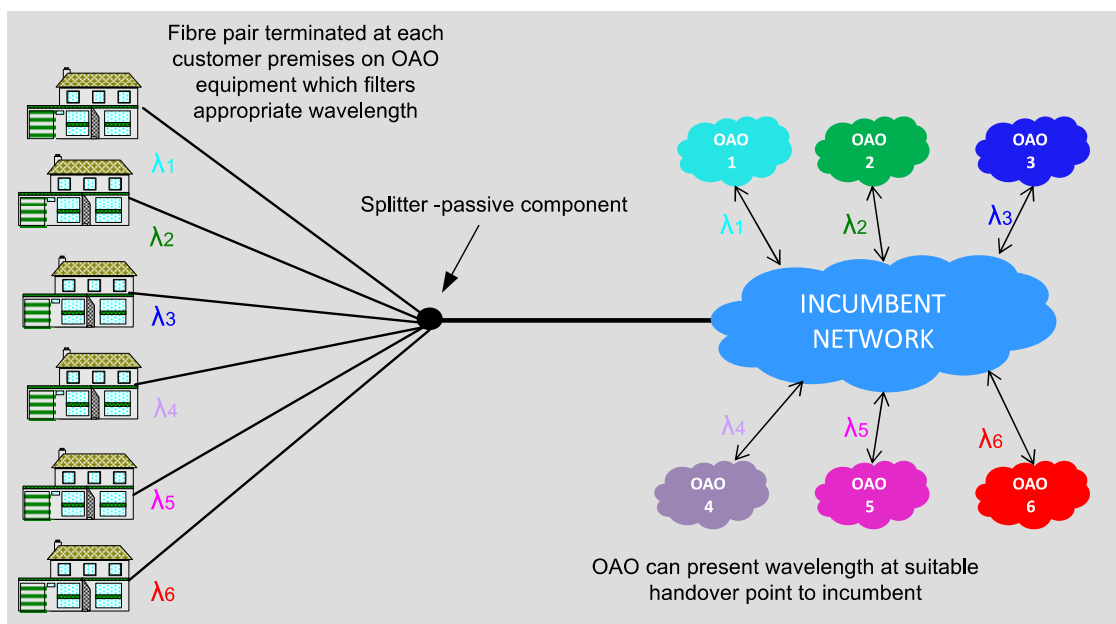 Fibre pair terminated at each
customer premises on OAO
equipment which filters
appropriate wavelength
λ1
λ2
λ3
λ4
λ5
λ6
Splitter -passive component
OAO
1
OAO
2
OAO
3
λ1
λ2
λ3
INCUMBENT
NETWORK
λ4
λ5
λ6
OAO
4
OAO
5
OAO
6
OAO can present wavelength at suitable
handover point to incumbent